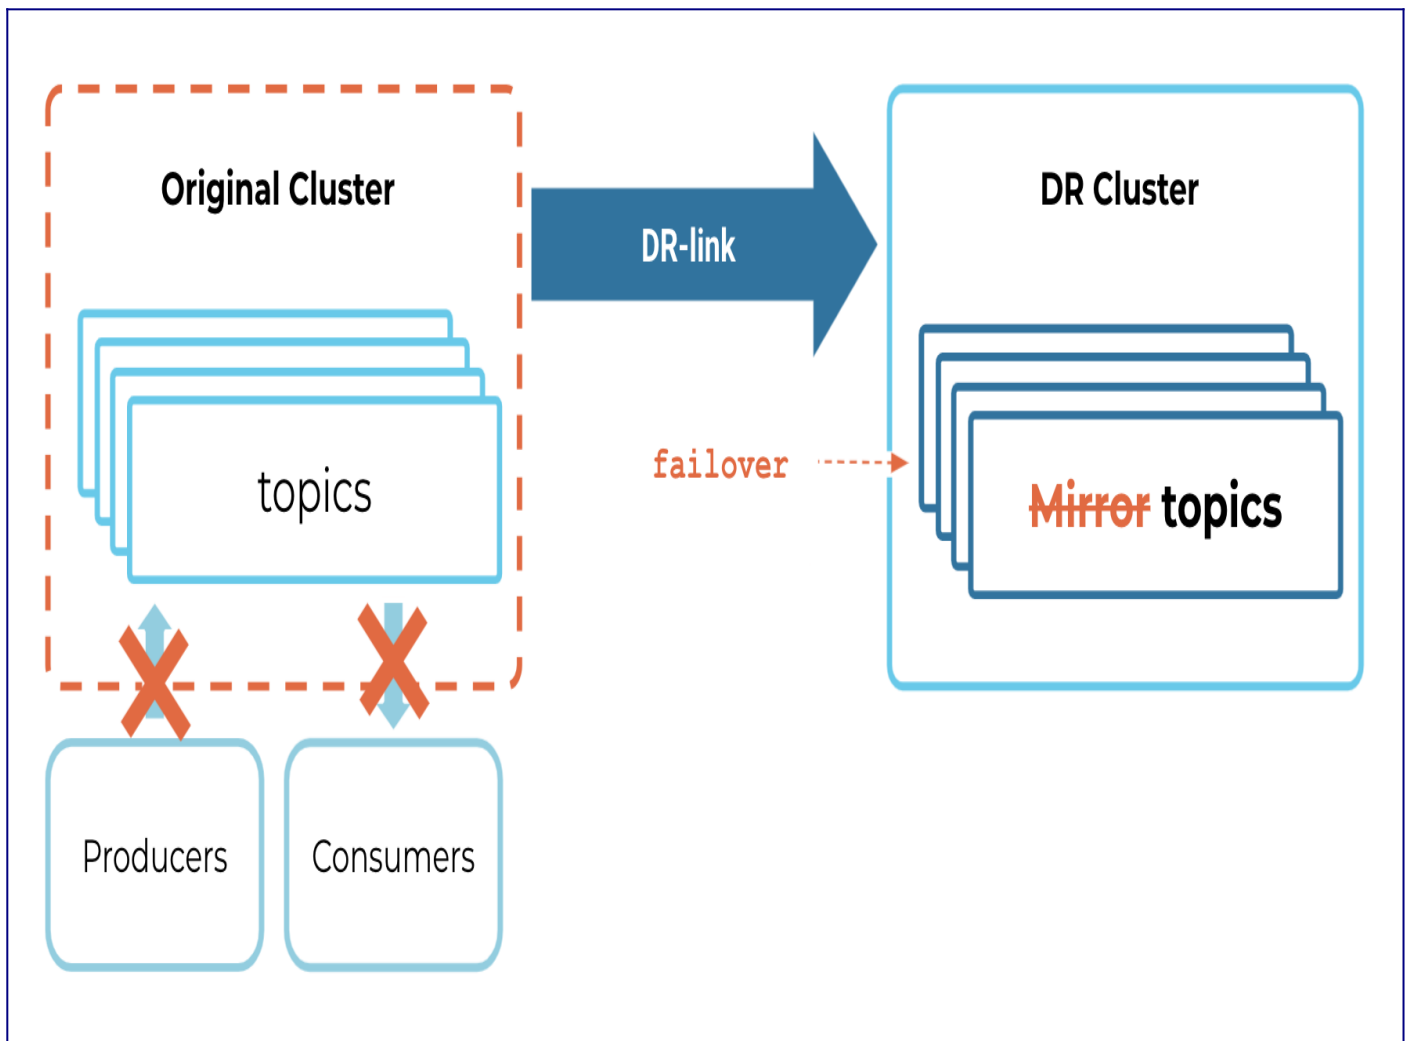 Original Cluster
DR-link
DR Cluster
topics
failover
Mirror topics
Producers
Consumers